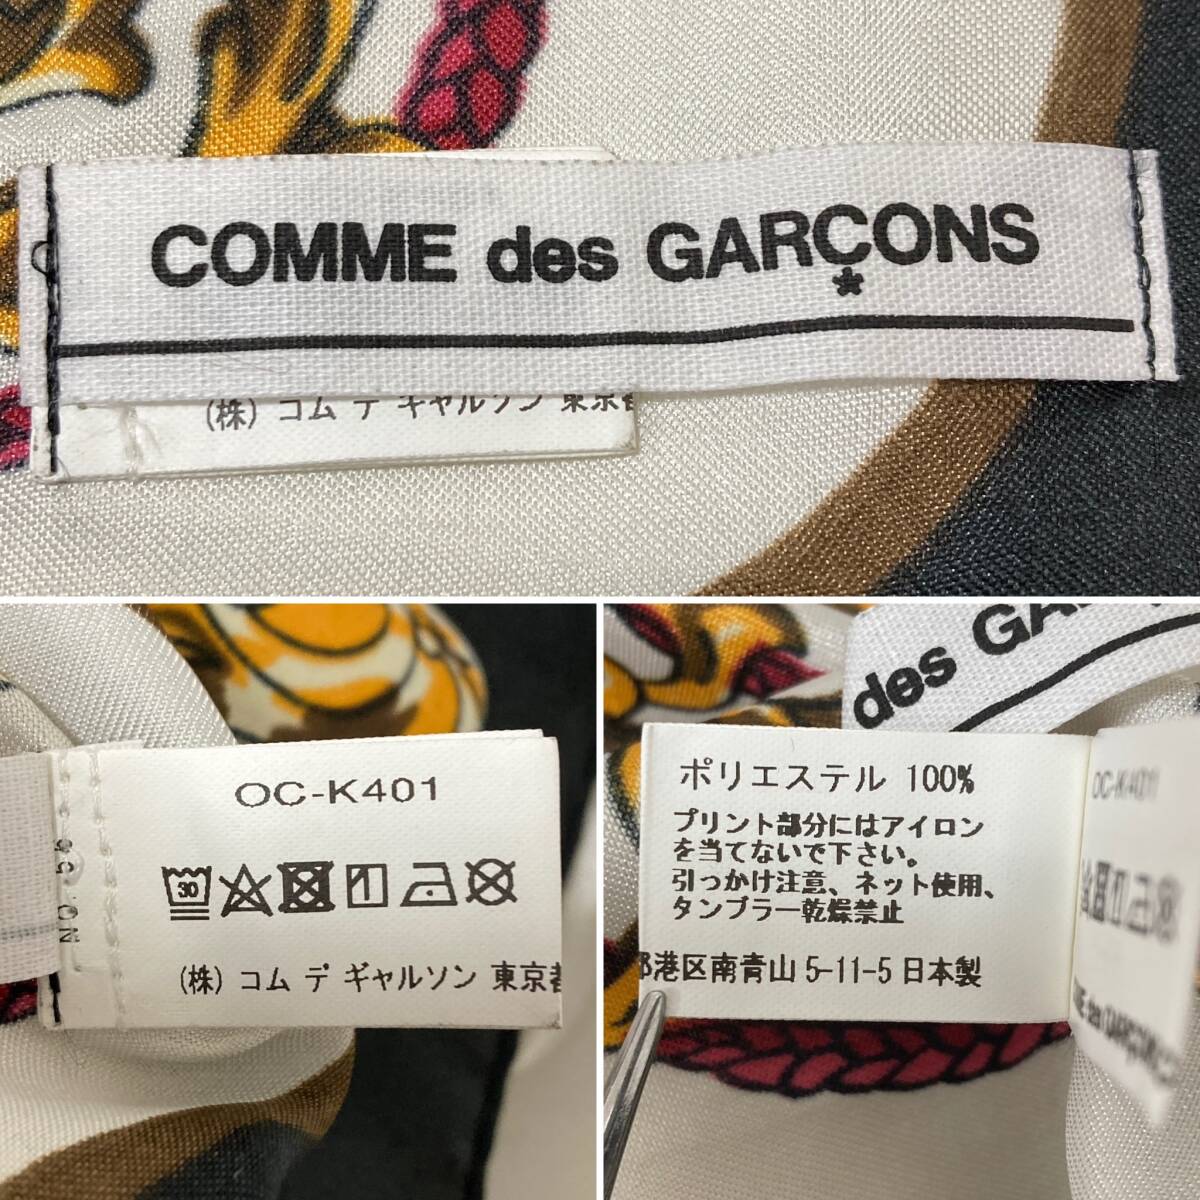 COMME des GARÇONS
(株) コム デ ギャルソン 東京都
OC-K401
30
(株) コム デ ギャルソン 東京都
NO. 56
des GA
ポリエステル 100%
プリント部分にはアイロン
を当てないで下さい。
引っかけ注意、ネット使用、
タンブラー乾燥禁止
都港区南青山 5-11-5 日本製
OC-K401